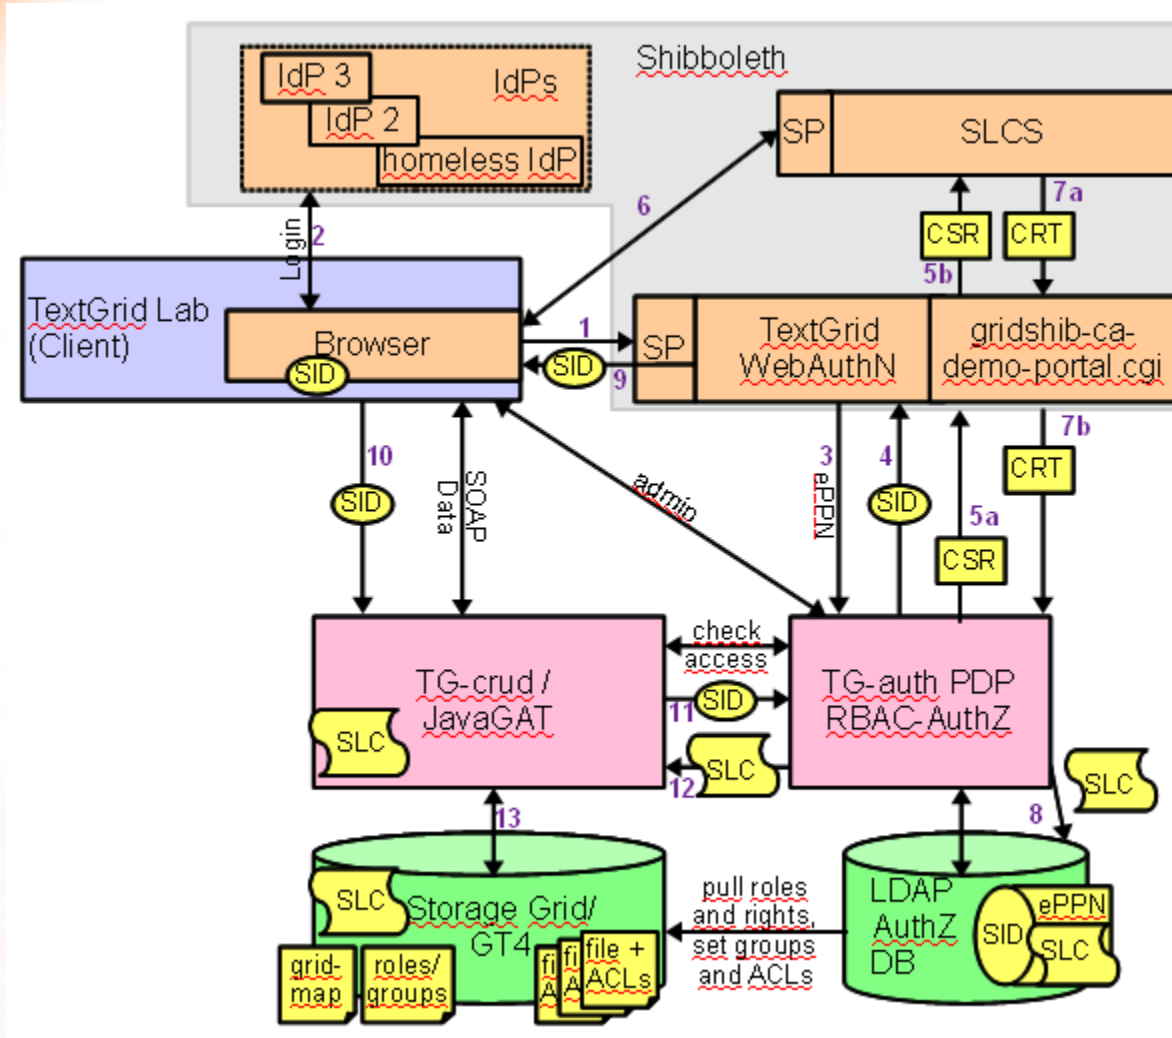 Shibboleth
IdP 3
IdPs
IdP 2
homeless IdP
SP
SLCS
6
7a
2
Login
CSR
CRT
5b
TextGrid Lab
(Client)
Browser
SID
1
SID
9
SP
TextGrid
WebAuthN
gridshib-ca-
demo-portal.cgi
10
SID
SOAP
Data
admin
3
ePPN
4
SID
5a
CSR
7b
CRT
TG-crud /
JavaGAT
SLC
check
access
11
SID
12
SLC
TG-auth PDP
RBAC-AuthZ
SLC
13
8
SLC
Storage Grid/
GT4
grid-
map
roles/
groups
fi
A
fi
A
file +
ACLs
pull roles
and rights,
set groups
and ACLs
LDAP
AuthZ
DB
SID
ePPN
SLC